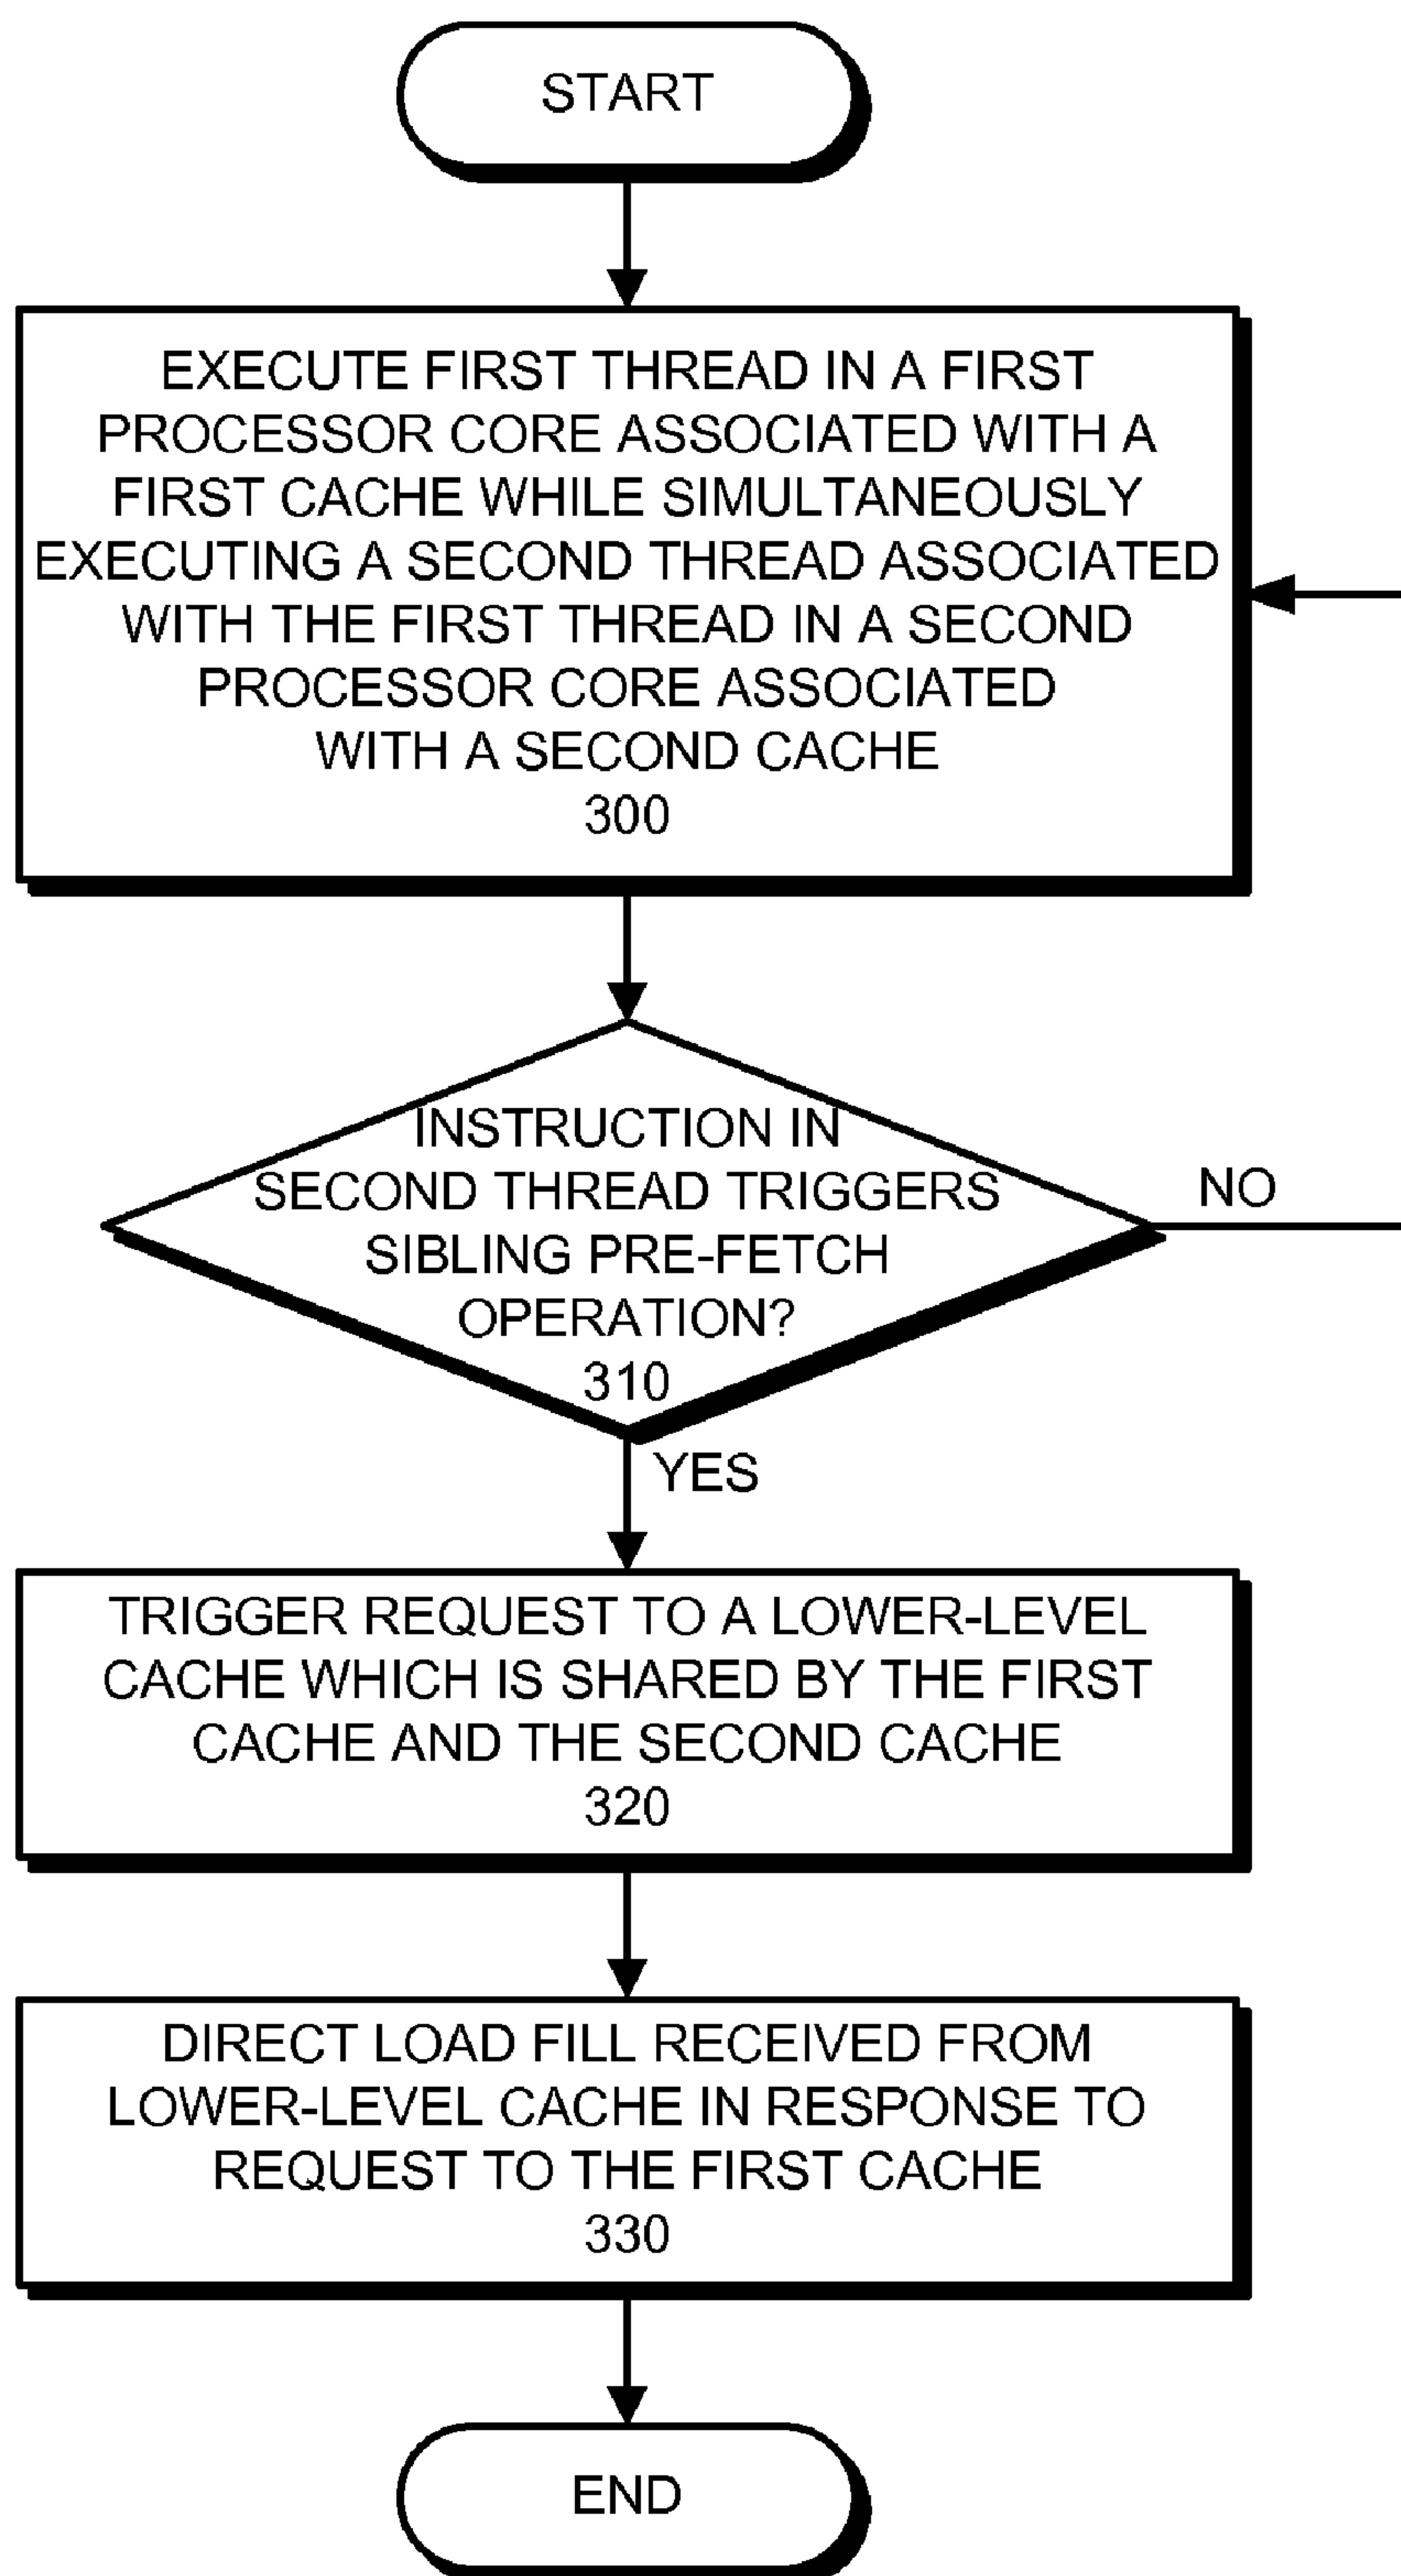 START
EXECUTE FIRST THREAD IN A FIRST
PROCESSOR CORE ASSOCIATED WITH A
FIRST CACHE WHILE SIMULTANEOUSLY
EXECUTING A SECOND THREAD ASSOCIATED
WITH THE FIRST THREAD IN A SECOND
PROCESSOR CORE ASSOCIATED
WITH A SECOND CACHE
300
INSTRUCTION IN
SECOND THREAD TRIGGERS
SIBLING PRE-FETCH
OPERATION?
310
NO
YES
TRIGGER REQUEST TO A LOWER-LEVEL
CACHE WHICH IS SHARED BY THE FIRST
CACHE AND THE SECOND CACHE
320
DIRECT LOAD FILL RECEIVED FROM
LOWER-LEVEL CACHE IN RESPONSE TO
REQUEST TO THE FIRST CACHE
330
END